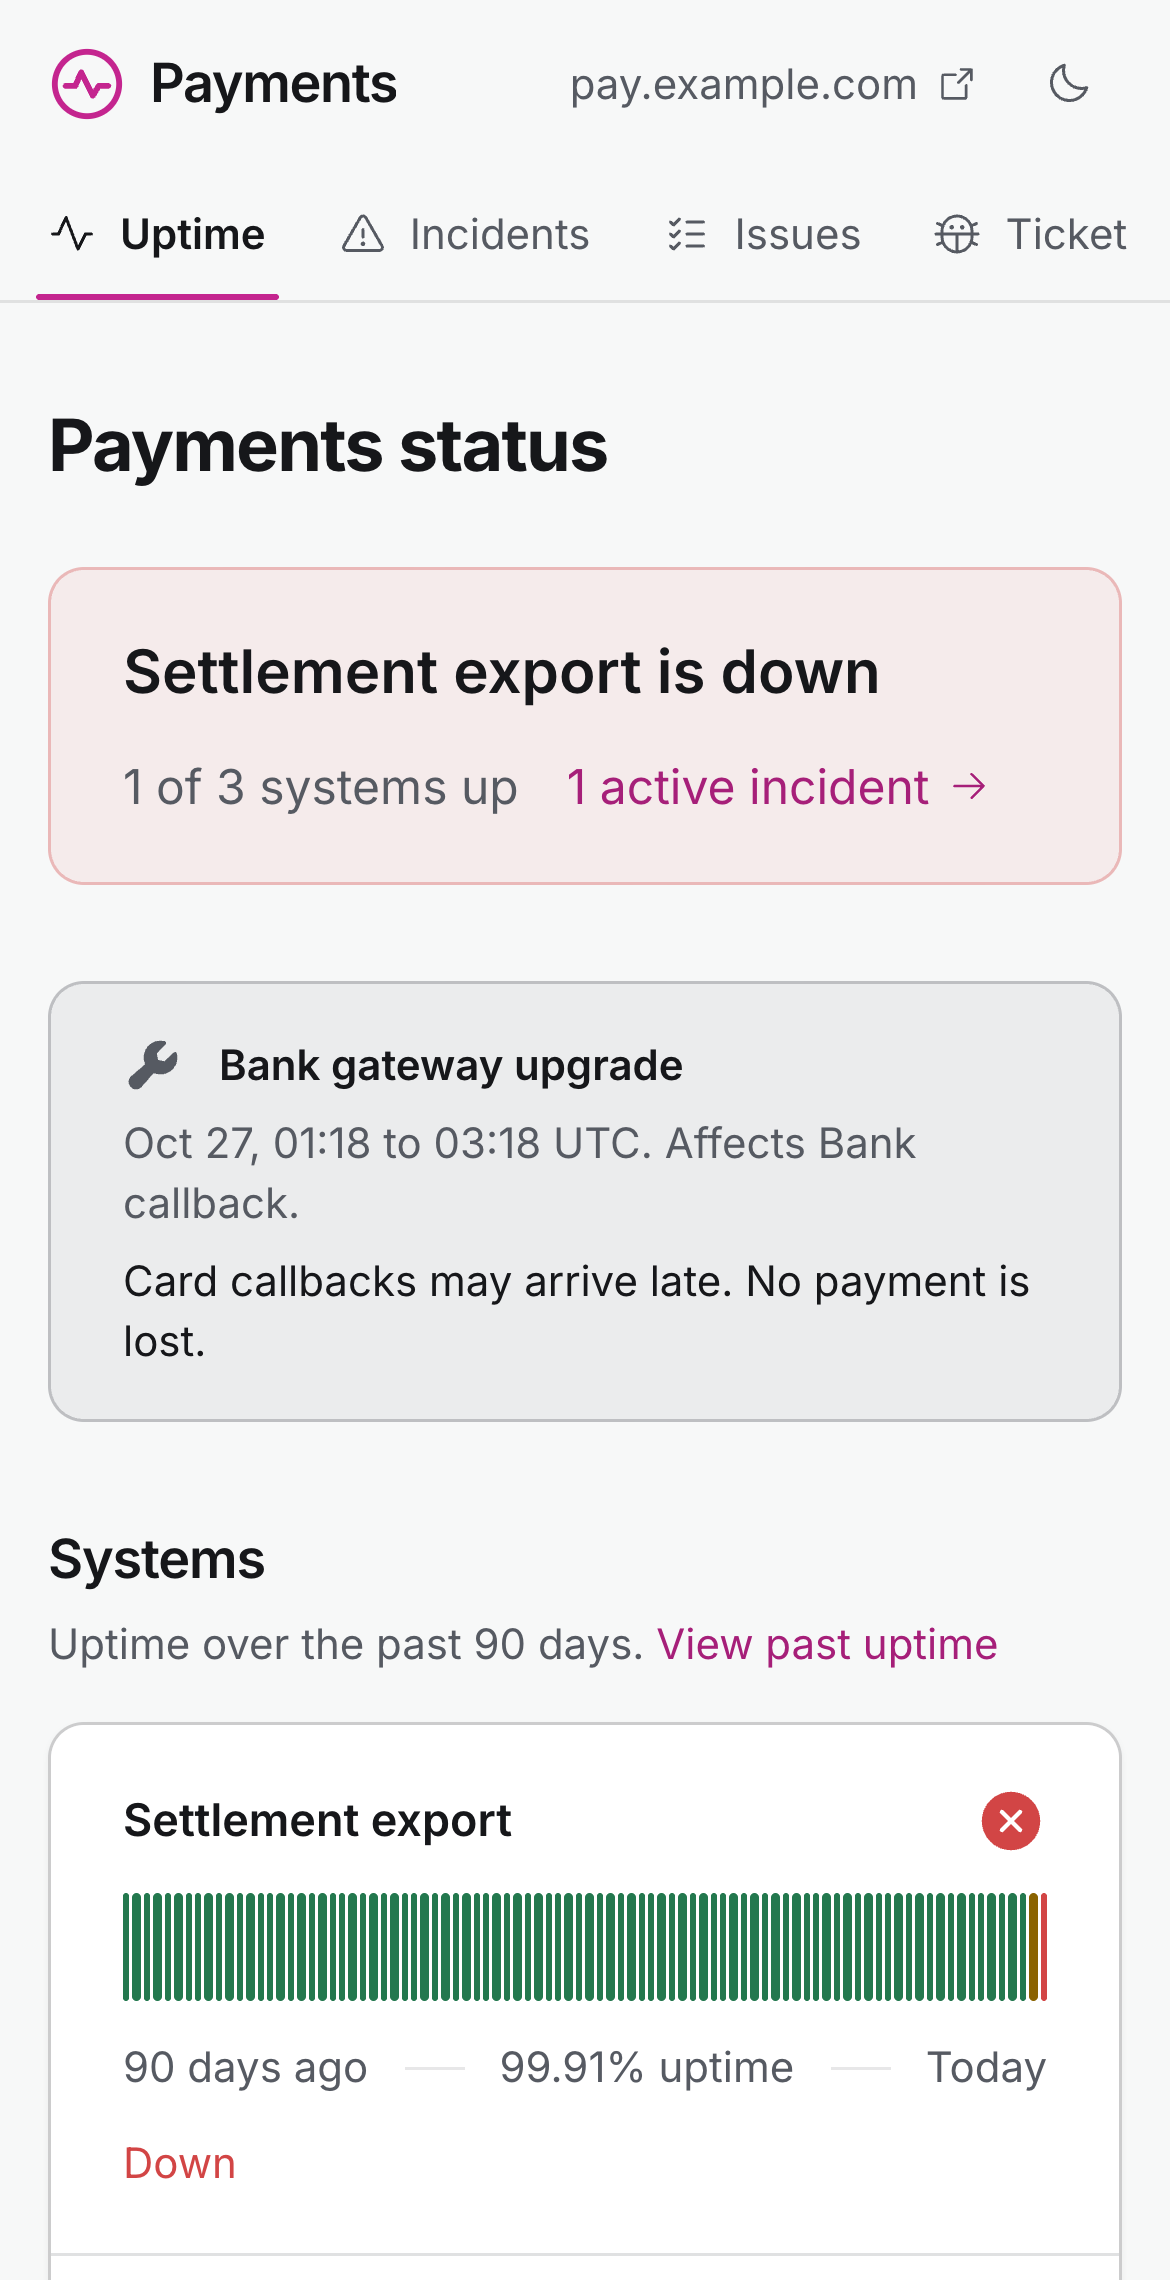 Payments
pay.example.com
Uptime
Incidents
Issues
Ticket
Payments status
Settlement export is down
1 of 3 systems up
1 active incident →
Bank gateway upgrade
Oct 27, 01:18 to 03:18 UTC. Affects Bank
callback.
Card callbacks may arrive late. No payment is
lost.
Systems
Uptime over the past 90 days. View past uptime
Settlement export
90 days ago
99.91% uptime
Today
Down